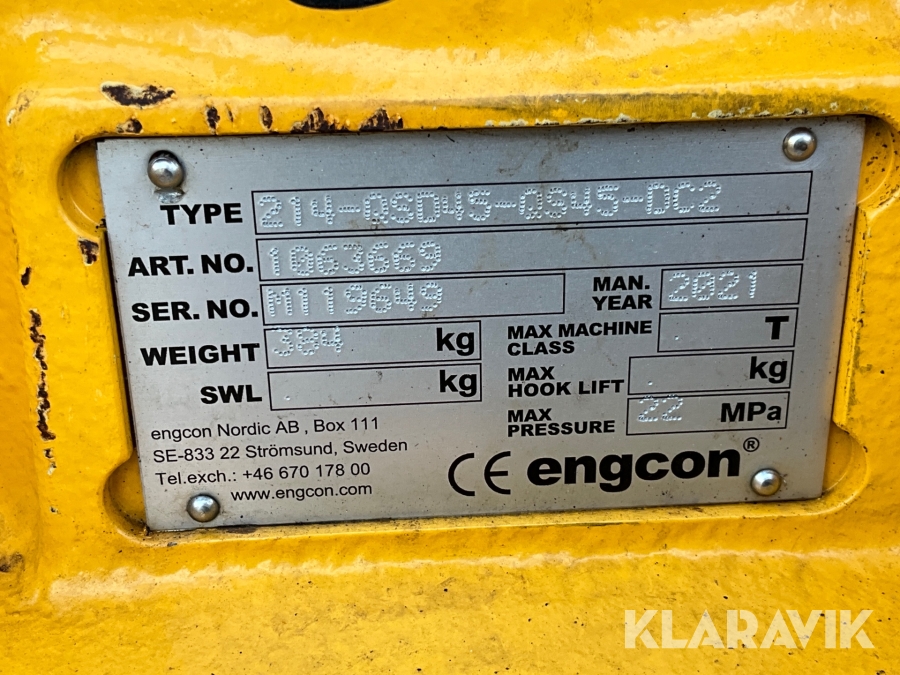 TYPE 214-QSD45-QS45-DC2
ART. NO. 1063669
SER. NO. M119649 MAN. YEAR 2021
WEIGHT 384 kg MAX MACHINE CLASS . T
SWL . kg MAX HOOK LIFT . kg
MAX PRESSURE 22 MPa
engcon Nordic AB , Box 111
SE-833 22 Strömsund, Sweden
Tel.exch.: +46 670 178 00
www.engcon.com
CE engcon®
KLARAVIK